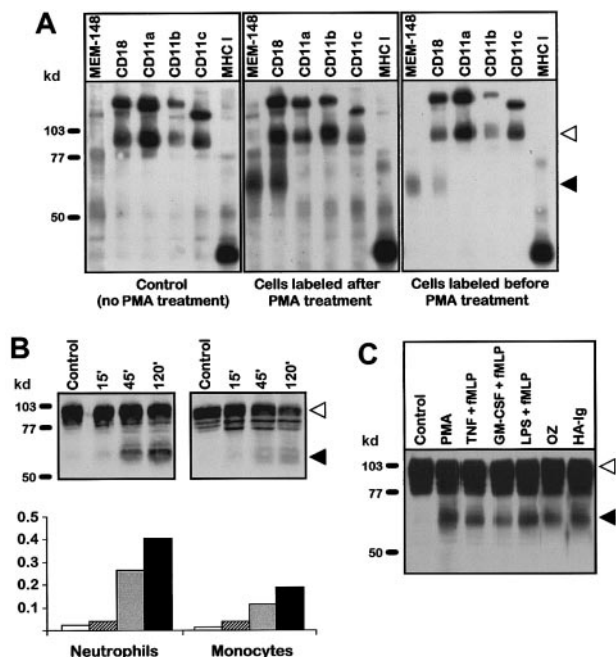 A
kd
MEM-148 CD18 CD11a CD11b CD11c MHC I
MEM-148 CD18 CD11a CD11b CD11c MHC I
MEM-148 CD18 CD11a CD11b CD11c MHC I
103
77
50
Control
(no PMA treatment)
Cells labeled after
PMA treatment
Cells labeled before
PMA treatment
B
kd
Control 15' 45' 120'
Control 15' 45' 120'
103
77
50
0.5
0.4
0.3
0.2
0.1
Neutrophils Monocytes
C
kd
Control PMA TNF + fMLP GM-CSF + fMLP LPS + fMLP OZ HA-Ig
103
77
50